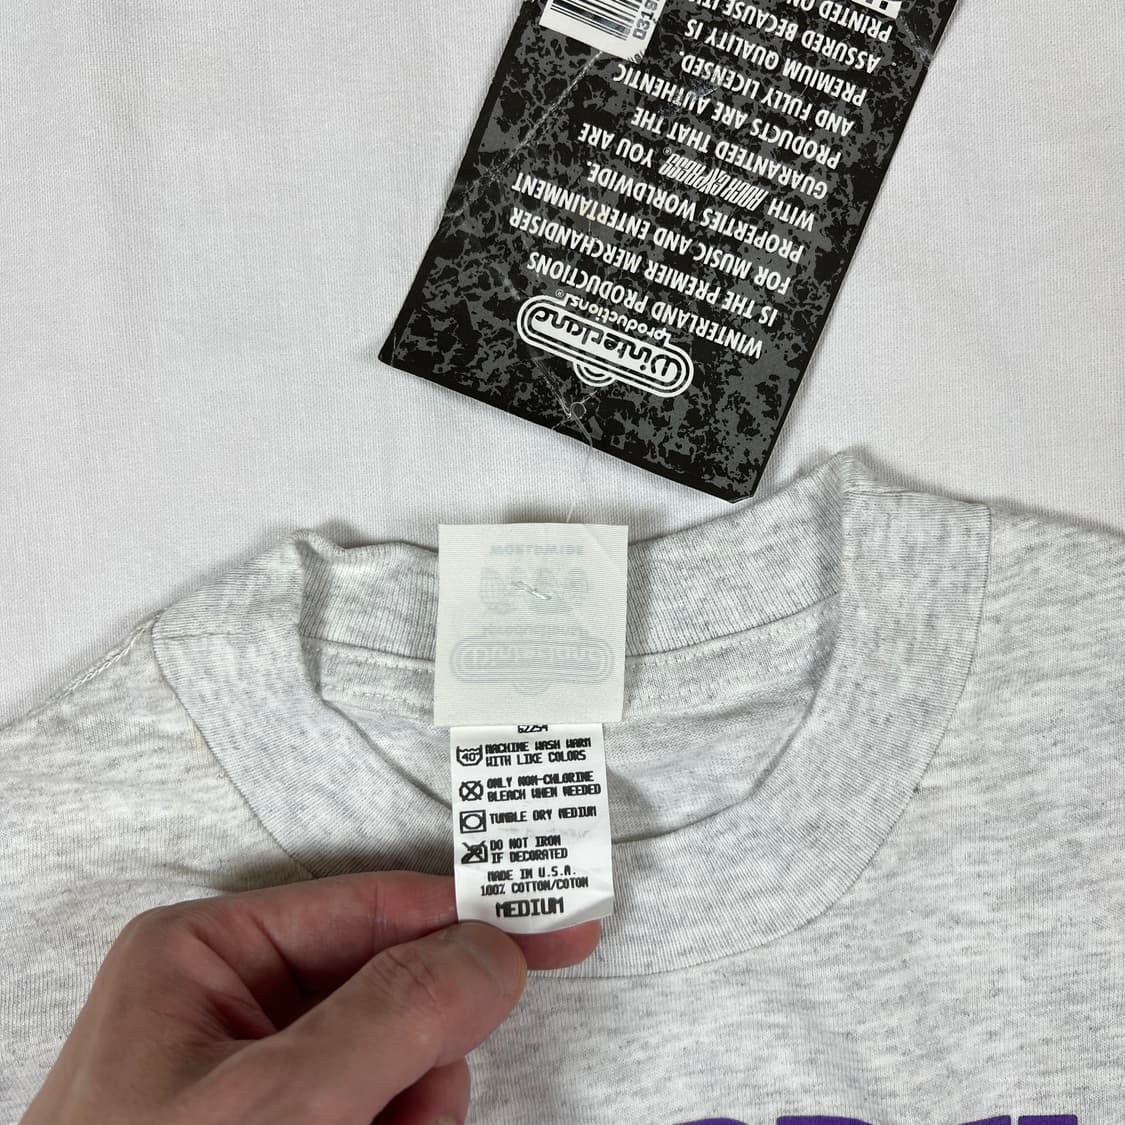 Winterland
productions!®
WINTERLAND PRODUCTIONS
IS THE PREMIER MERCHANDISER
FOR MUSIC AND ENTERTAINMENT
PROPERTIES WORLDWIDE.
WITH ROCK EXPRESS® YOU ARE
GUARANTEED THAT THE
PRODUCTS ARE AUTHENTIC
AND FULLY LICENSED.
PREMIUM QUALITY IS
ASSURED BECAUSE IT'S
PRINTED ON
62254
40°
MACHINE WASH WARM
WITH LIKE COLORS
ONLY NON-CHLORINE
BLEACH WHEN NEEDED
TUMBLE DRY MEDIUM
DO NOT IRON
IF DECORATED
MADE IN U.S.A.
100% COTTON/COTON
MEDIUM